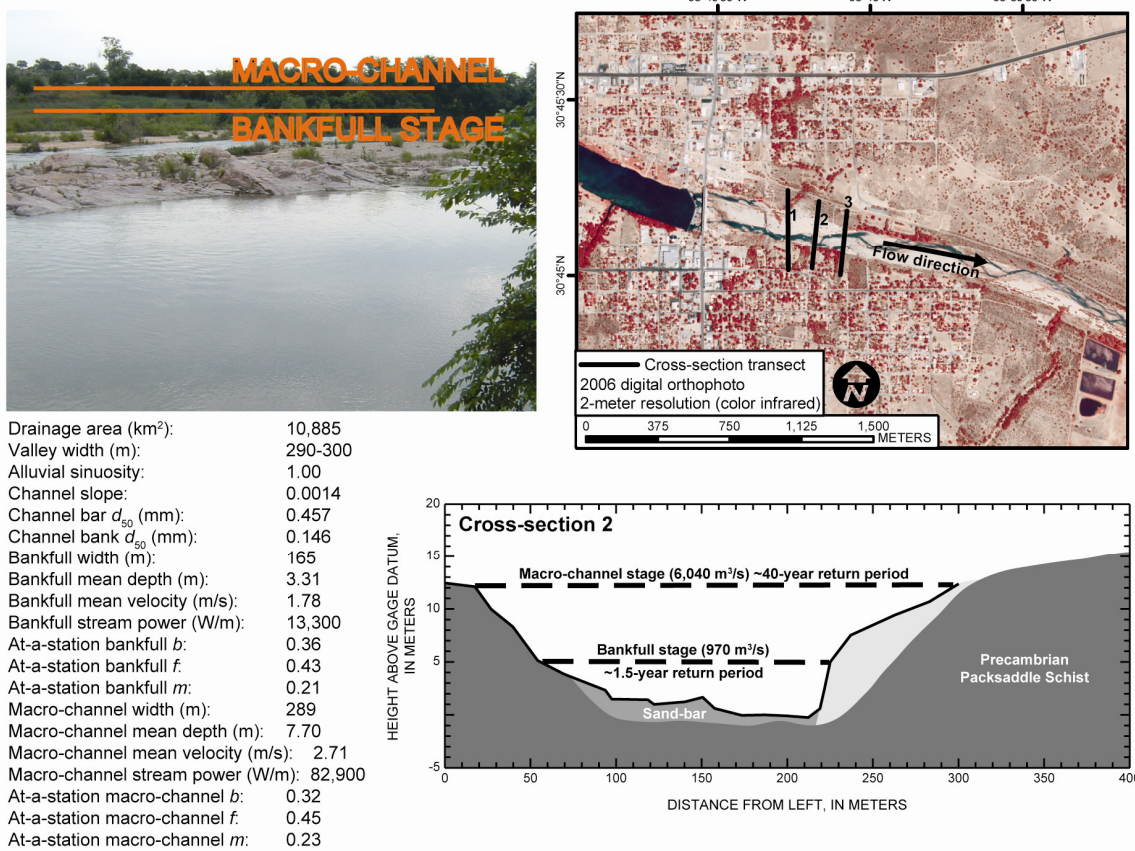 MACRO-CHANNEL
BANKFULL STAGE
30°45'30"N
30°45'N
1
2
3
Flow direction
Cross-section transect
2006 digital orthophoto
2-meter resolution (color infrared)
N
0 375 750 1,125 1,500
METERS
Drainage area (km²): 10,885
Valley width (m): 290-300
Alluvial sinuosity: 1.00
Channel slope: 0.0014
Channel bar d50 (mm): 0.457
Channel bank d50 (mm): 0.146
Bankfull width (m): 165
Bankfull mean depth (m): 3.31
Bankfull mean velocity (m/s): 1.78
Bankfull stream power (W/m): 13,300
At-a-station bankfull b: 0.36
At-a-station bankfull f: 0.43
At-a-station bankfull m: 0.21
Macro-channel width (m): 289
Macro-channel mean depth (m): 7.70
Macro-channel mean velocity (m/s): 2.71
Macro-channel stream power (W/m): 82,900
At-a-station macro-channel b: 0.32
At-a-station macro-channel f: 0.45
At-a-station macro-channel m: 0.23
HEIGHT ABOVE GAGE DATUM,
IN METERS
20
15
10
5
-5
Cross-section 2
Macro-channel stage (6,040 m³/s) ~40-year return period
Bankfull stage (970 m³/s)
~1.5-year return period
Sand-bar
Precambrian
Packsaddle Schist
0 50 100 150 200 250 300 350 400
DISTANCE FROM LEFT, IN METERS